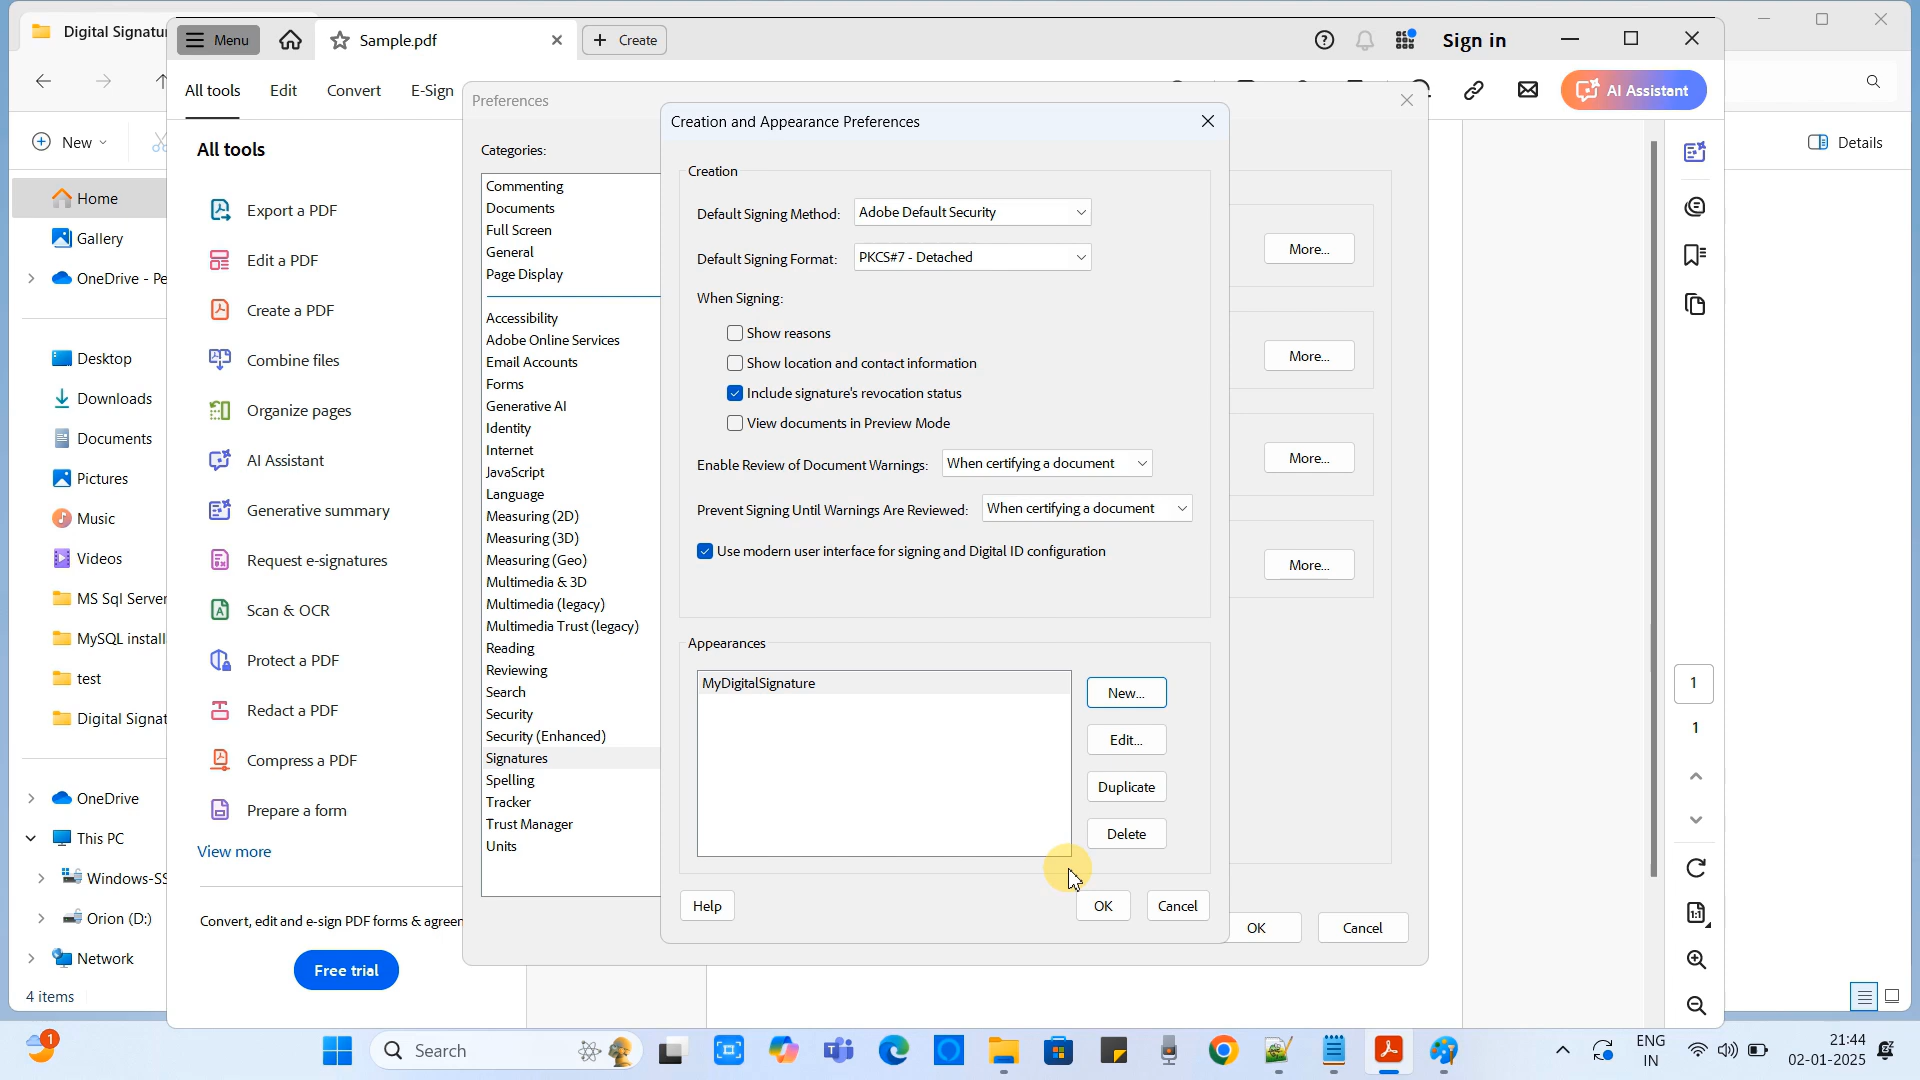 Digital Signatur
Menu
Sample.pdf
Create
Sign in
All tools
Edit
Convert
E-Sign
AI Assistant
New
Details
Home
Gallery
OneDrive - Pe
Desktop
Downloads
Documents
Pictures
Music
Videos
MS Sql Server
MySQL install
test
Digital Signat
OneDrive
This PC
Windows-SS
Orion (D:)
Network
4 items
All tools
Export a PDF
Edit a PDF
Create a PDF
Combine files
Organize pages
AI Assistant
Generative summary
Request e-signatures
Scan & OCR
Protect a PDF
Redact a PDF
Compress a PDF
Prepare a form
View more
Convert, edit and e-sign PDF forms & agreem
Free trial
Preferences
Categories:
Commenting
Documents
Full Screen
General
Page Display
Accessibility
Adobe Online Services
Email Accounts
Forms
Generative AI
Identity
Internet
JavaScript
Language
Measuring (2D)
Measuring (3D)
Measuring (Geo)
Multimedia & 3D
Multimedia (legacy)
Multimedia Trust (legacy)
Reading
Reviewing
Search
Security
Security (Enhanced)
Signatures
Spelling
Tracker
Trust Manager
Units
More...
More...
More...
More...
OK
Cancel
Creation and Appearance Preferences
Creation
Default Signing Method: Adobe Default Security
Default Signing Format: PKCS#7 - Detached
When Signing:
Show reasons
Show location and contact information
Include signature's revocation status
View documents in Preview Mode
Enable Review of Document Warnings: When certifying a document
Prevent Signing Until Warnings Are Reviewed: When certifying a document
Use modern user interface for signing and Digital ID configuration
Appearances
MyDigitalSignature
New...
Edit...
Duplicate
Delete
Help
OK
Cancel
1
1
1:1
1
Search
ENG
IN
21:44
02-01-2025